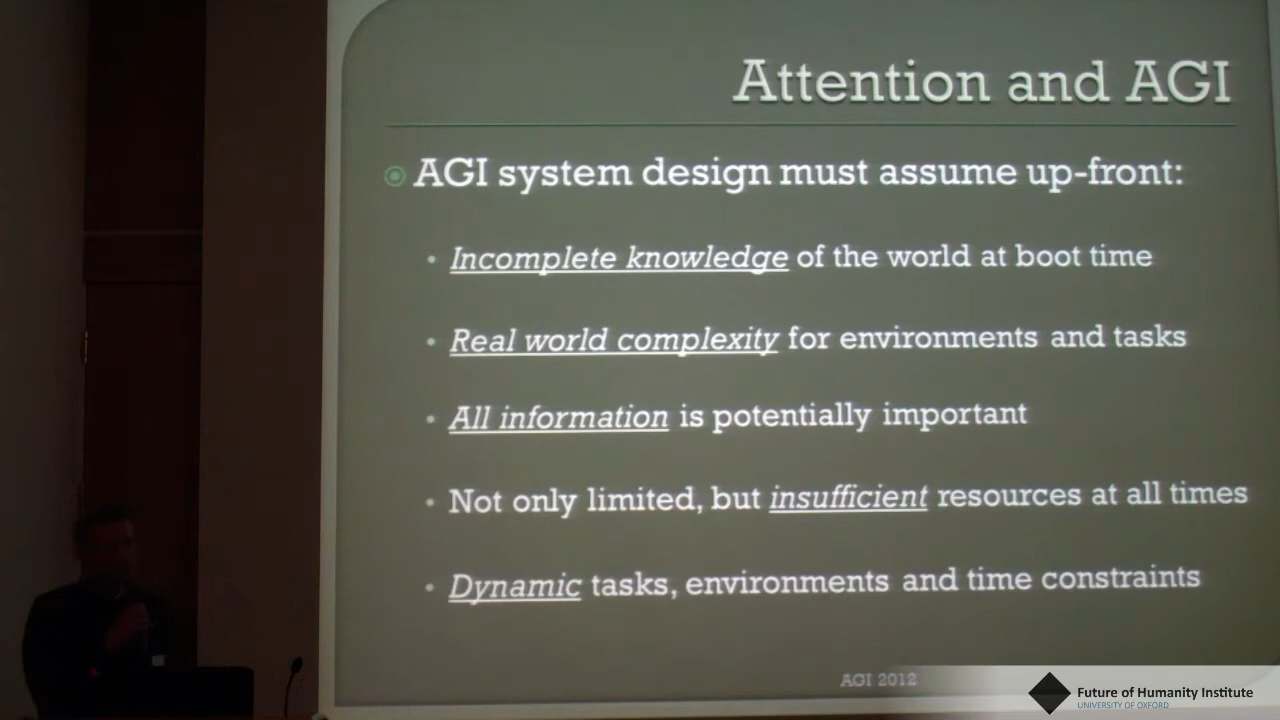 Attention and AGI
AGI system design must assume up-front:
Incomplete knowledge of the world at boot time
Real world complexity for environments and tasks
All information is potentially important
Not only limited, but insufficient resources at all times
Dynamic tasks, environments and time constraints
AGI 2012
Future of Humanity Institute
UNIVERSITY OF OXFORD